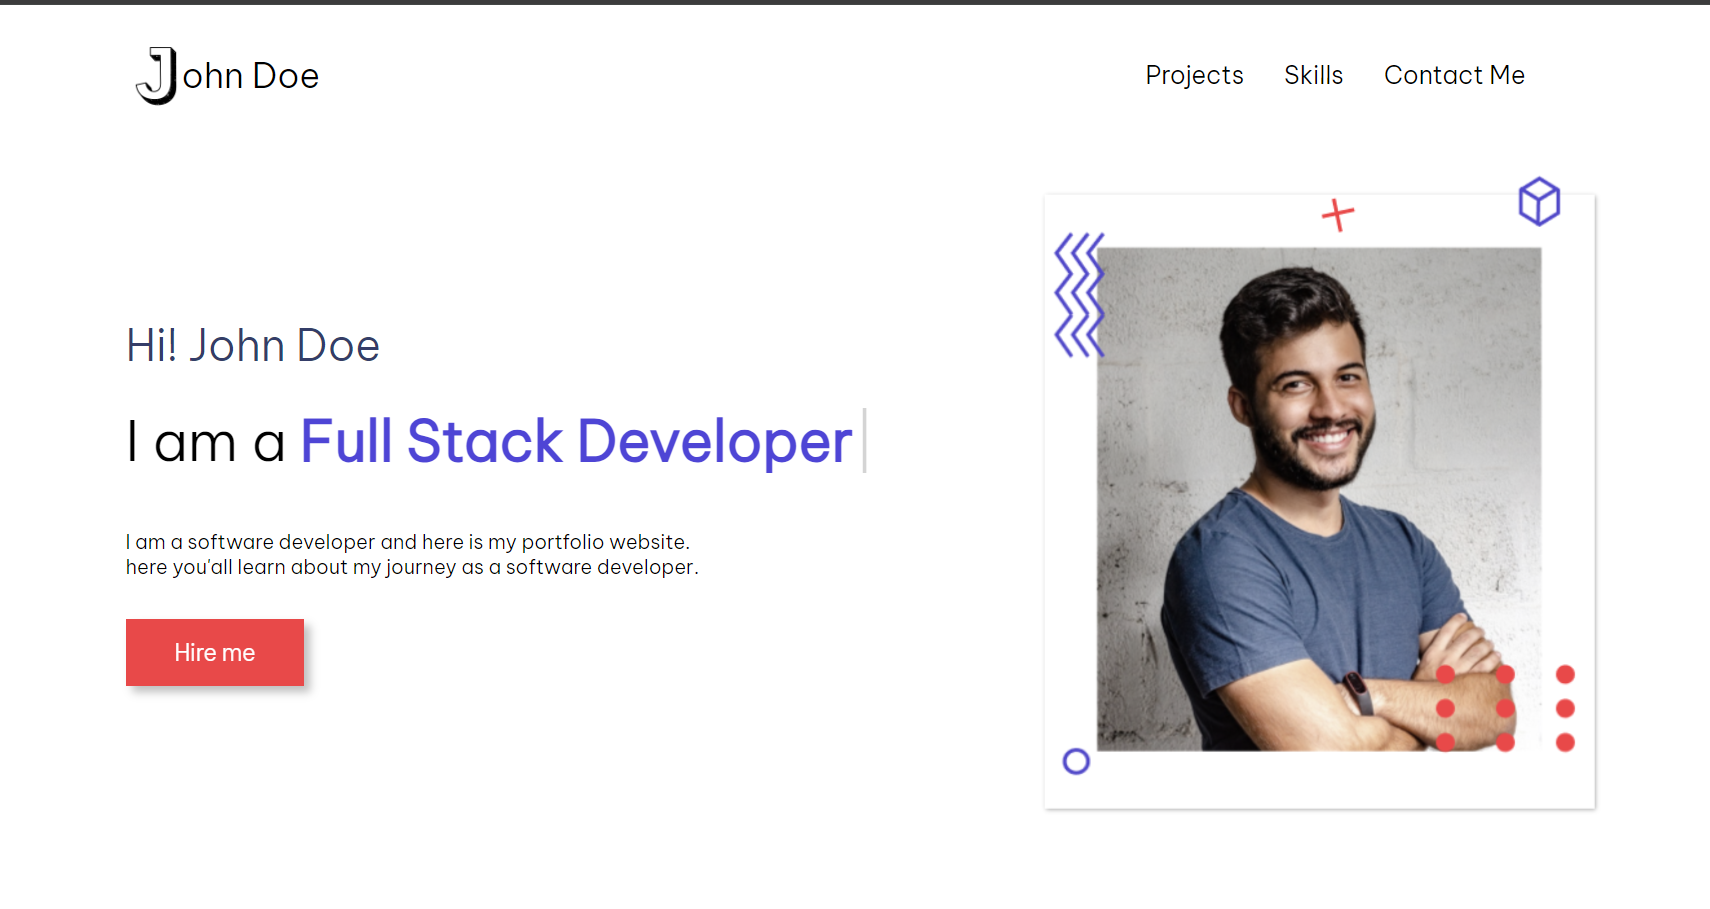 John Doe
Projects Skills Contact Me
Hi! John Doe
I am a Full Stack Developer
I am a software developer and here is my portfolio website.
here you'all learn about my journey as a software developer.
Hire me